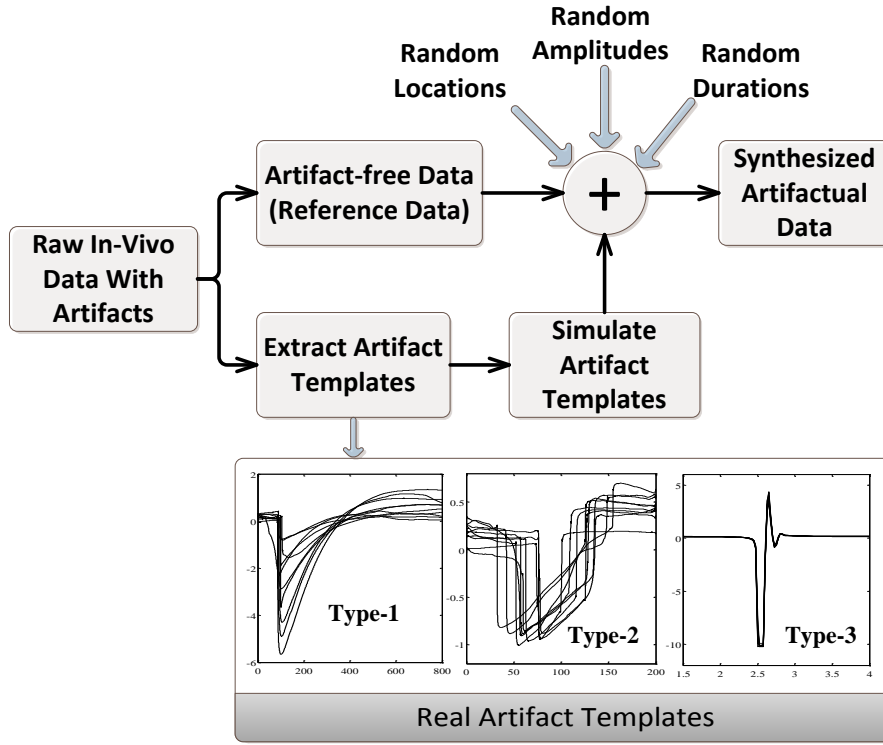 Random
Locations
Random
Amplitudes
Random
Durations
Raw In-Vivo
Data With
Artifacts
Artifact-free Data
(Reference Data)
+
Synthesized
Artifactual
Data
Extract Artifact
Templates
Simulate
Artifact
Templates
2
0
-2
-4
-6
0 200 400 600 800
Type-1
0.5
0
-0.5
-1
0 50 100 150 200
Type-2
5
0
-5
-10
1.5 2 2.5 3 3.5 4
Type-3
Real Artifact Templates